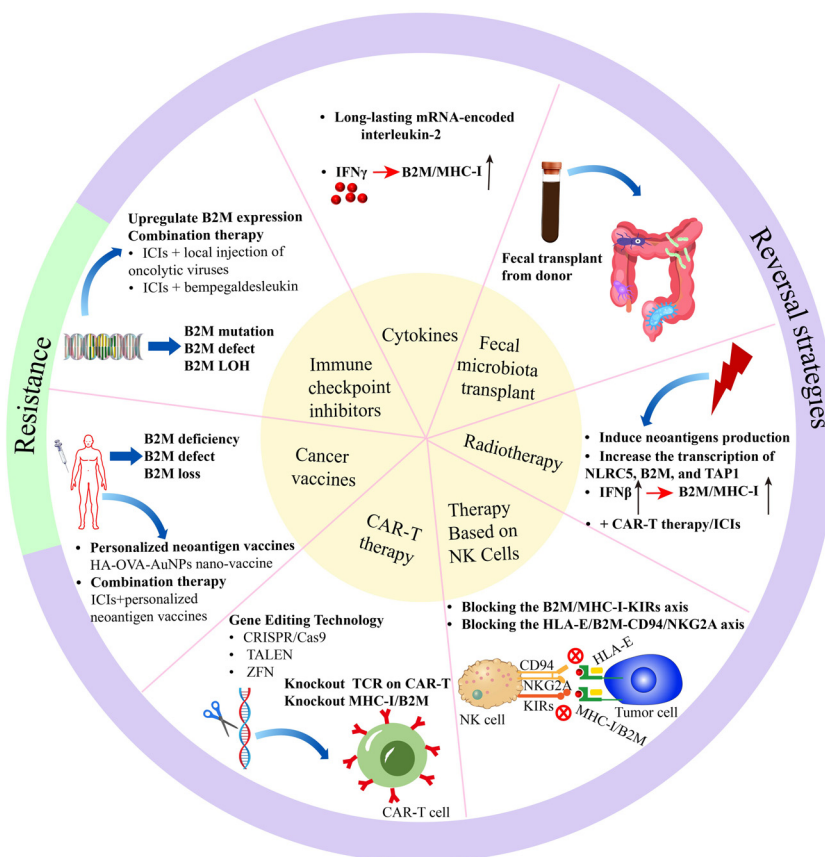 Resistance
Reversal strategies
• Long-lasting mRNA-encoded
interleukin-2
• IFNγ → B2M/MHC-I ↑
Fecal transplant
from donor
Upregulate B2M expression
Combination therapy
• ICIs + local injection of
oncolytic viruses
• ICIs + bempegaldesleukin
B2M mutation
B2M defect
B2M LOH
Cytokines
Fecal
microbiota
transplant
Immune
checkpoint
inhibitors
Radiotherapy
Cancer
vaccines
CAR-T
therapy
Therapy
Based on
NK Cells
• Induce neoantigens production
• Increase the transcription of
NLRC5, B2M, and TAP1
• IFNβ ↑ → B2M/MHC-I ↑
• + CAR-T therapy/ICIs
B2M deficiency
B2M defect
B2M loss
• Personalized neoantigen vaccines
HA-OVA-AuNPs nano-vaccine
• Combination therapy
ICIs+personalized
neoantigen vaccines
Gene Editing Technology
• CRISPR/Cas9
• TALEN
• ZFN
Knockout TCR on CAR-T
Knockout MHC-I/B2M
CAR-T cell
• Blocking the B2M/MHC-I-KIRs axis
• Blocking the HLA-E/B2M-CD94/NKG2A axis
CD94
NKG2A
KIRs
HLA-E
MHC-I/B2M
NK cell
Tumor cell